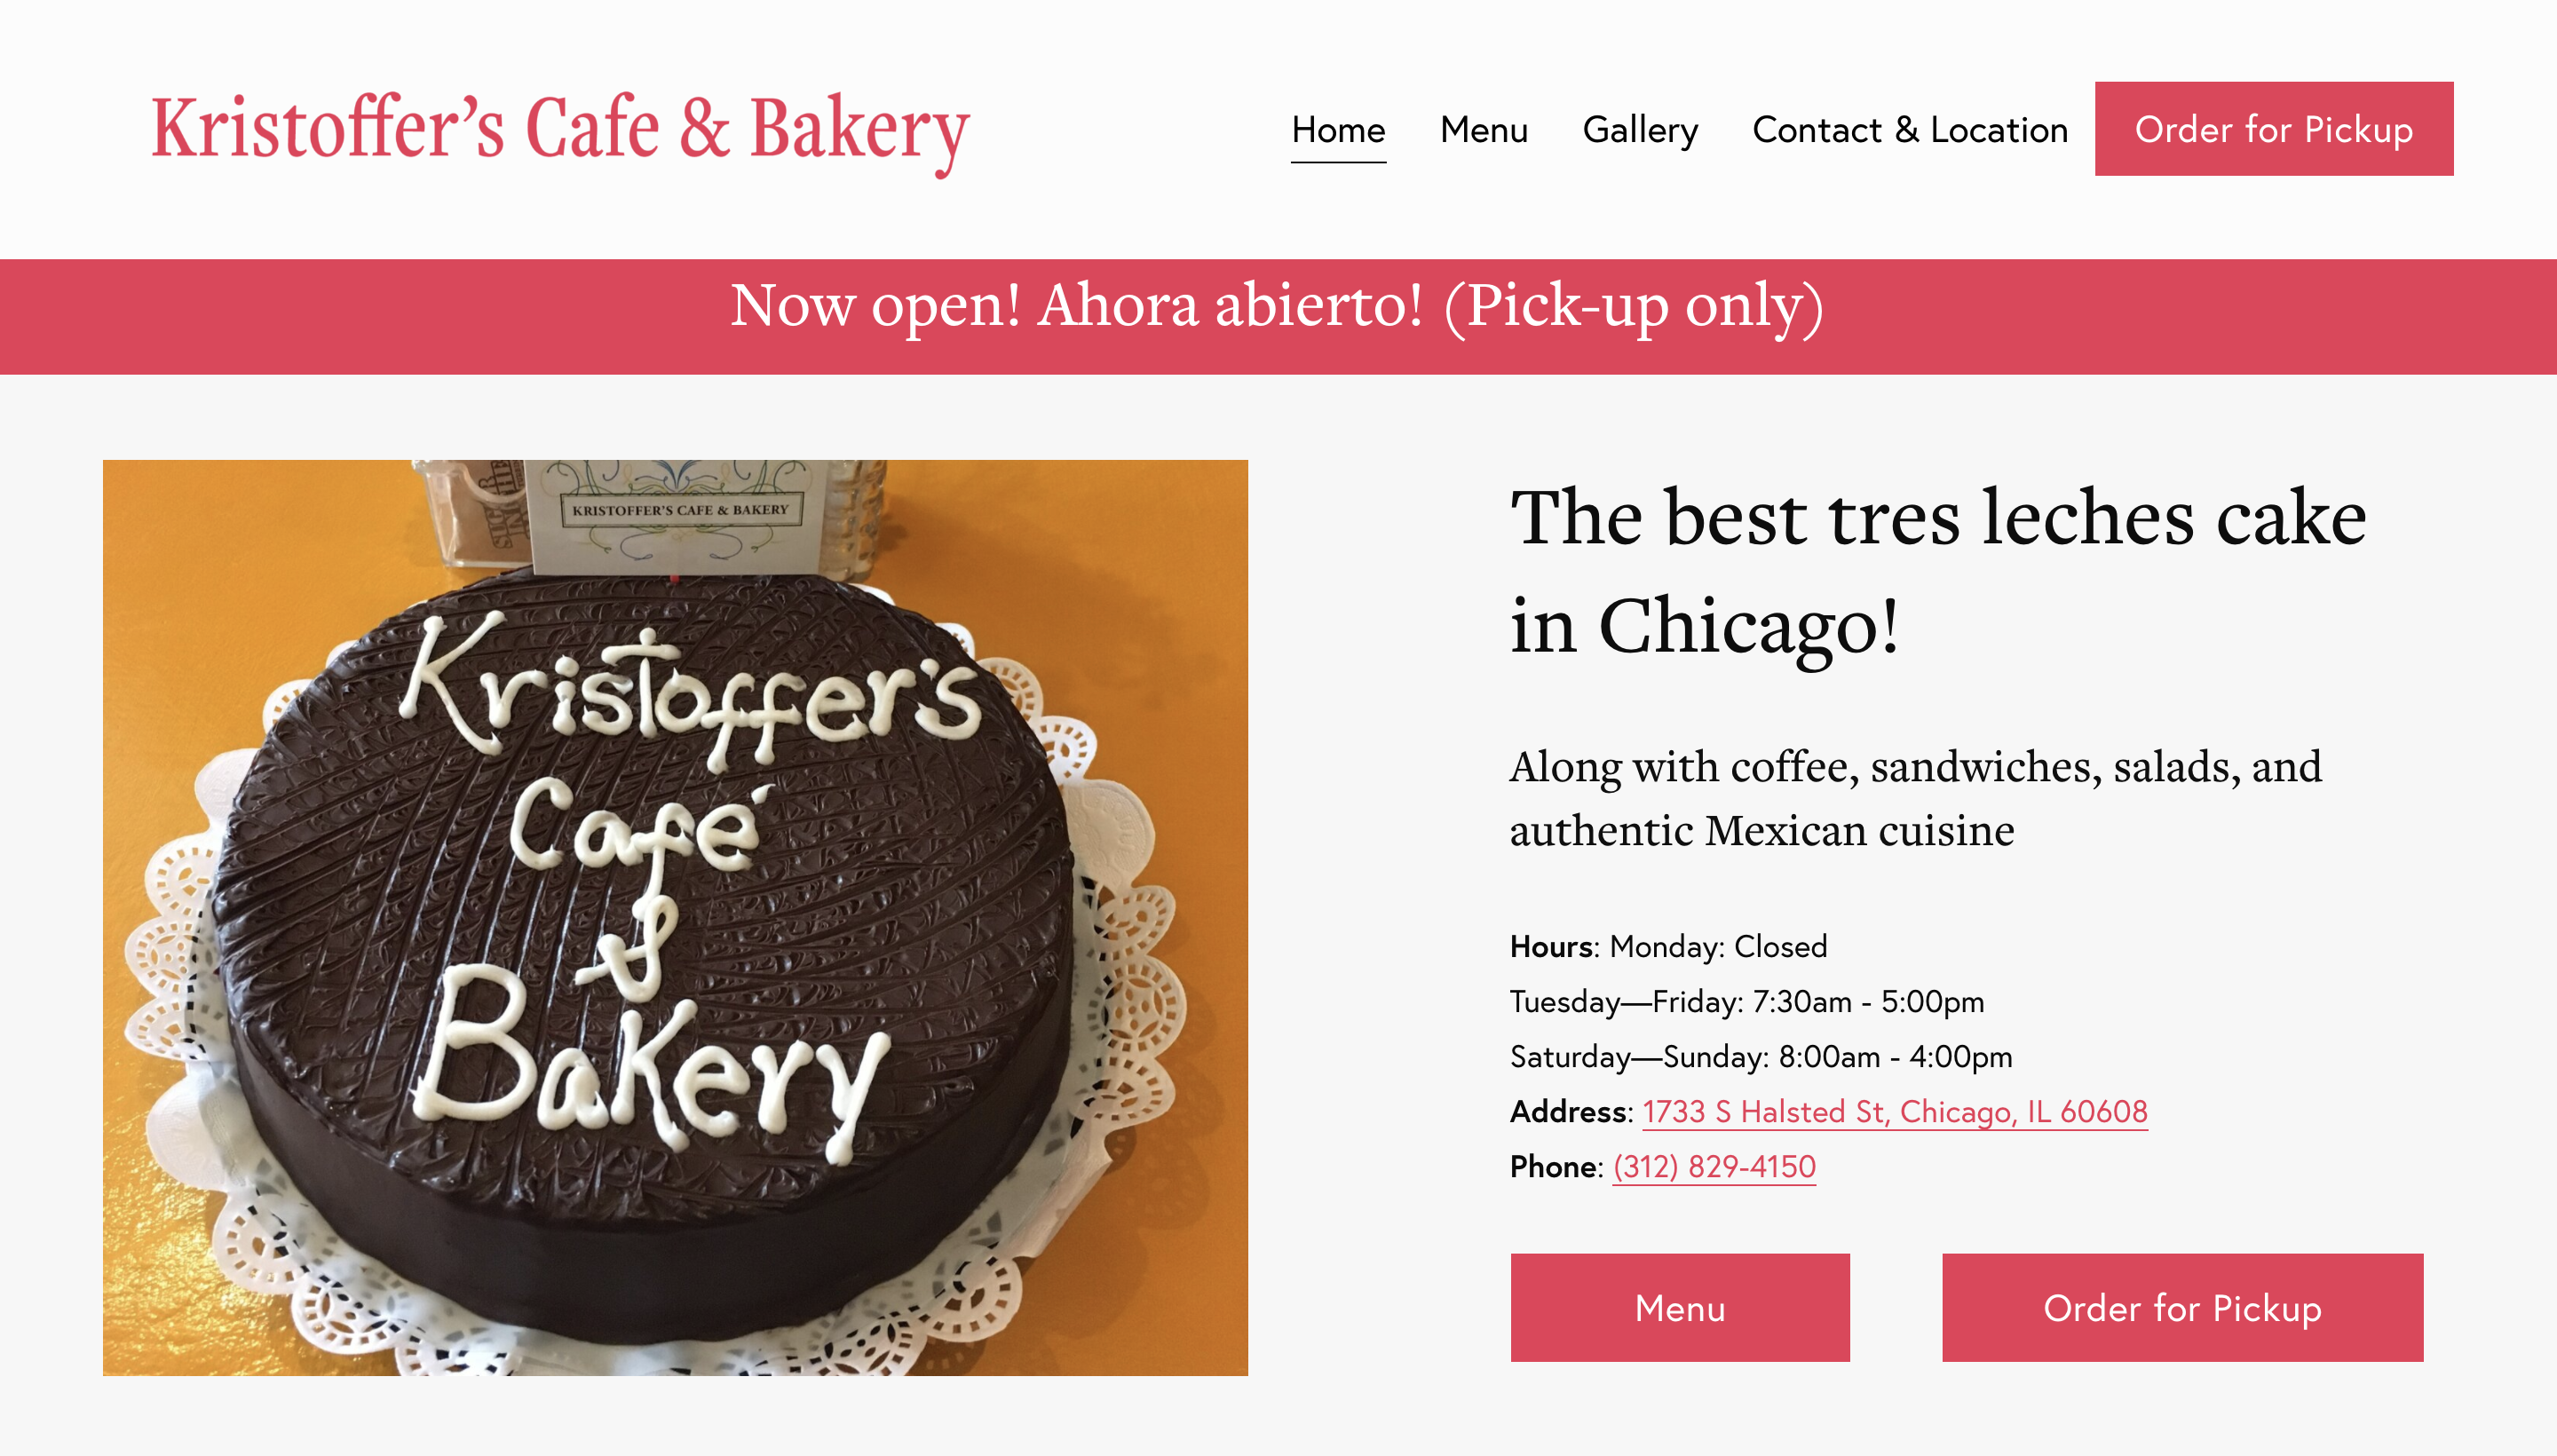 Kristoffer’s Cafe & Bakery
Home Menu Gallery Contact & Location Order for Pickup
Now open! Ahora abierto! (Pick-up only)
KRISTOFFER'S CAFE & BAKERY
Kristoffer's
Café
&
Bakery
The best tres leches cake
in Chicago!
Along with coffee, sandwiches, salads, and
authentic Mexican cuisine
Hours: Monday: Closed
Tuesday—Friday: 7:30am - 5:00pm
Saturday—Sunday: 8:00am - 4:00pm
Address: 1733 S Halsted St, Chicago, IL 60608
Phone: (312) 829-4150
Menu Order for Pickup